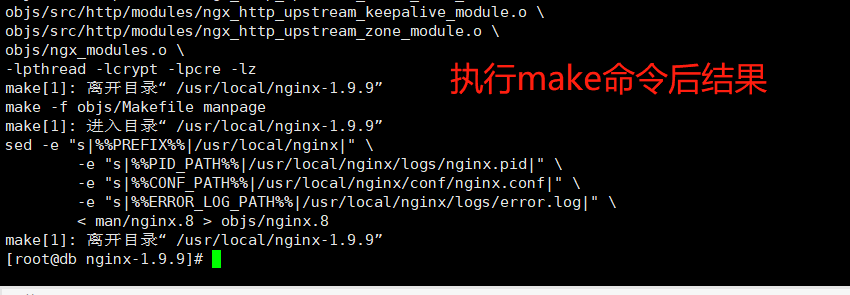 objs/src/http/modules/ngx_http_upstream_keepalive_module.o \
objs/src/http/modules/ngx_http_upstream_zone_module.o \
objs/ngx_modules.o \
-lpthread -lcrypt -lpcre -lz
执行make命令后结果
make[1]: 离开目录“ /usr/local/nginx-1.9.9”
make -f objs/Makefile manpage
make[1]: 进入目录“ /usr/local/nginx-1.9.9”
sed -e "s|%%PREFIX%%|/usr/local/nginx|" \
-e "s|%%PID_PATH%%|/usr/local/nginx/logs/nginx.pid|" \
-e "s|%%CONF_PATH%%|/usr/local/nginx/conf/nginx.conf|" \
-e "s|%%ERROR_LOG_PATH%%|/usr/local/nginx/logs/error.log|" \
< man/nginx.8 > objs/nginx.8
make[1]: 离开目录“ /usr/local/nginx-1.9.9”
[root@db nginx-1.9.9]#